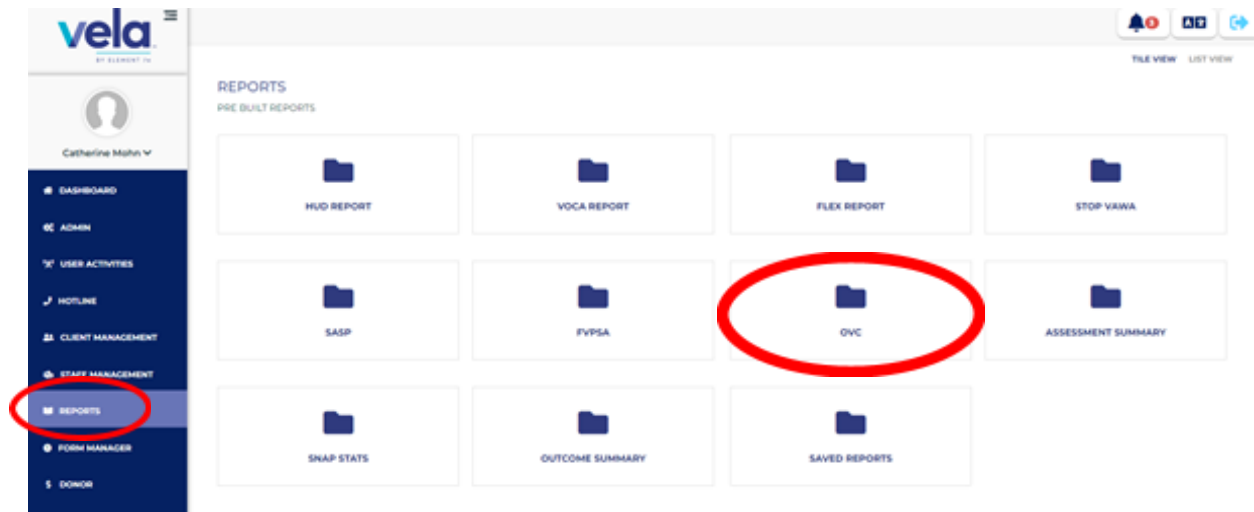 vela
BY ELEMENT 74
TILE VIEW LIST VIEW
Catherine Mohn
DASHBOARD
ADMIN
USER ACTIVITIES
HOTLINE
CLIENT MANAGEMENT
STAFF MANAGEMENT
REPORTS
FORM MANAGER
$ DONOR
REPORTS
PRE BUILT REPORTS
HUD REPORT
VOCA REPORT
FLEX REPORT
STOP VAWA
SASP
FVPSA
OVC
ASSESSMENT SUMMARY
SNAP STATS
OUTCOME SUMMARY
SAVED REPORTS